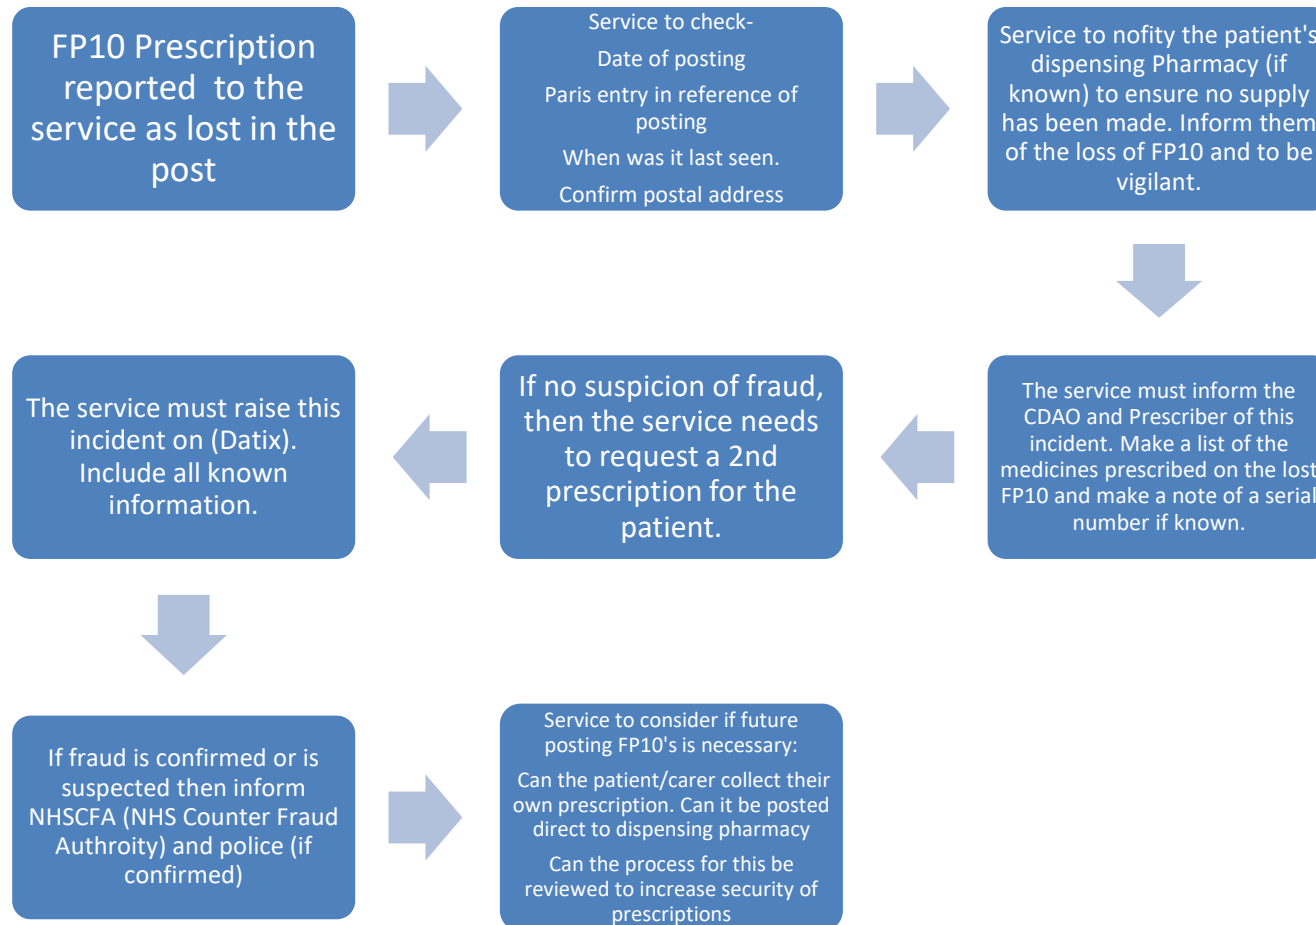 FP10 Prescription
reported  to the
service as lost in the
post
Service to check-
Date of posting
Paris entry in reference of
posting
When was it last seen.
Confirm postal address
Service to nofity the patient's
dispensing Pharmacy (if
known) to ensure no supply
has been made. Inform them
of the loss of FP10 and to be
vigilant.
The service must inform the
CDAO and Prescriber of this
incident. Make a list of the
medicines prescribed on the lost
FP10 and make a note of a serial
number if known.
If no suspicion of fraud,
then the service needs
to request a 2nd
prescription for the
patient.
The service must raise this
incident on (Datix).
Include all known
information.
If fraud is confirmed or is
suspected then inform
NHSCFA (NHS Counter Fraud
Authroity) and police (if
confirmed)
Service to consider if future
posting FP10's is necessary:
Can the patient/carer collect their
own prescription. Can it be posted
direct to dispensing pharmacy
Can the process for this be
reviewed to increase security of
prescriptions